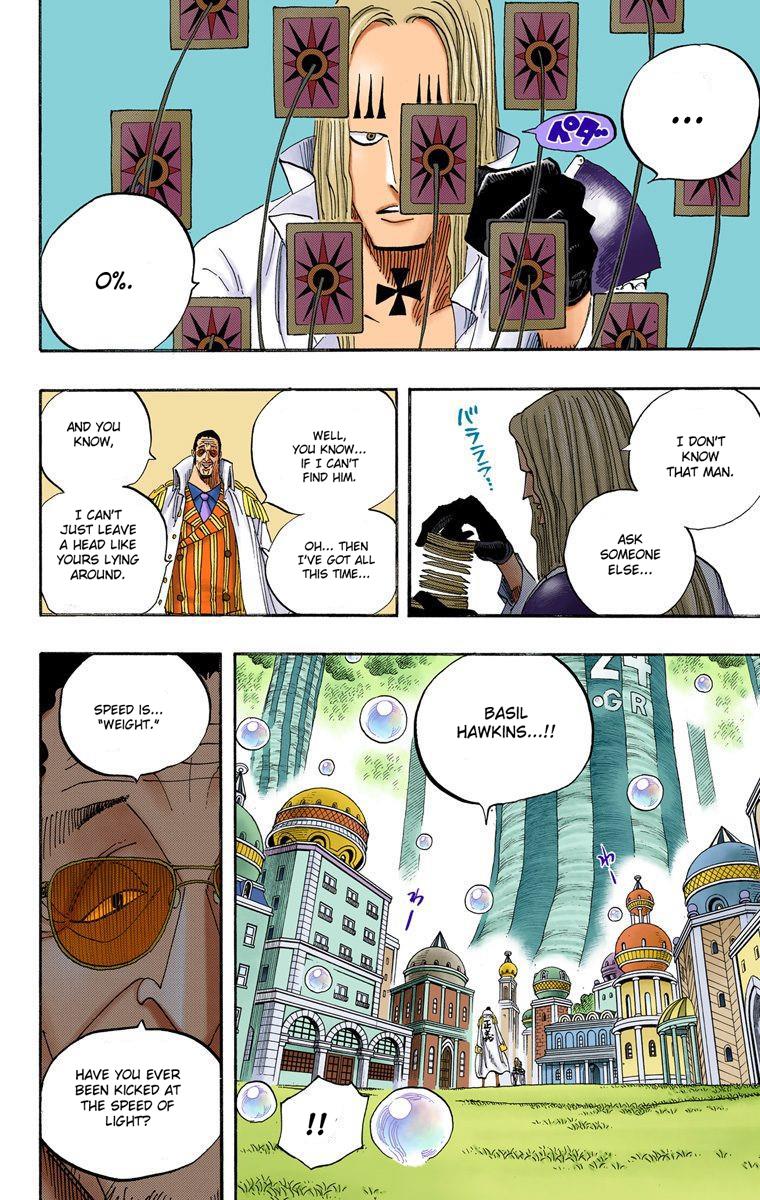 ...
ペタ..
0%.
I DON'T
KNOW
THAT MAN.
ASK
SOMEONE
ELSE...
バラララ...
WELL,
YOU KNOW...
IF I CAN'T
FIND HIM.
OH... THEN
I'VE GOT ALL
THIS TIME...
AND YOU
KNOW,
I CAN'T
JUST LEAVE
A HEAD LIKE
YOURS LYING
AROUND.
24
GR
BASIL
HAWKINS...!!
わー
わー
正義
!!
SPEED IS...
"WEIGHT."
HAVE YOU EVER
BEEN KICKED AT
THE SPEED OF
LIGHT?